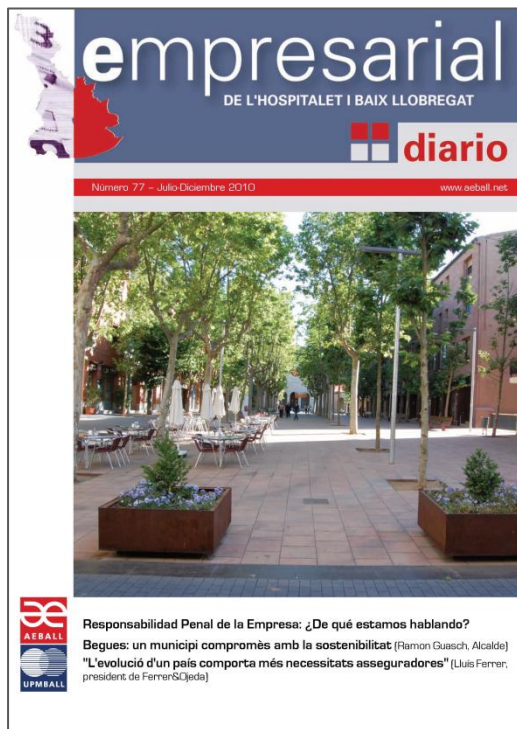 empresarial
DE L'HOSPITALET I BAIX LLOBREGAT
diario
Número 77 – Julio-Diciembre 2010
www.aeball.net
AEBALL
UPMBALL
Responsabilidad Penal de la Empresa: ¿De qué estamos hablando?
Begues: un municipi compromès amb la sostenibilitat (Ramon Guasch, Alcalde)
"L'evolució d'un país comporta més necessitats asseguradores" (Lluís Ferrer,
president de Ferrer&Ojeda)